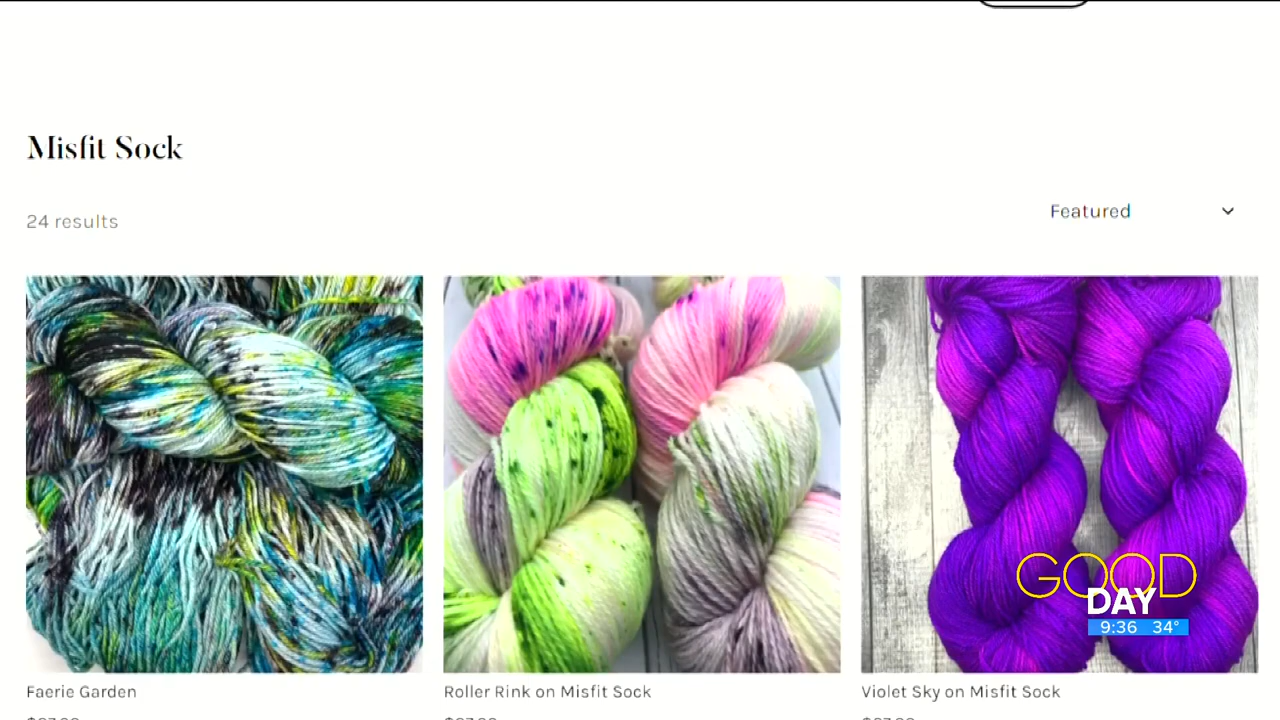 Misfit Sock
24 results
Featured
Faerie Garden
Roller Rink on Misfit Sock
Violet Sky on Misfit Sock
GOOD
DAY
9:36 34°